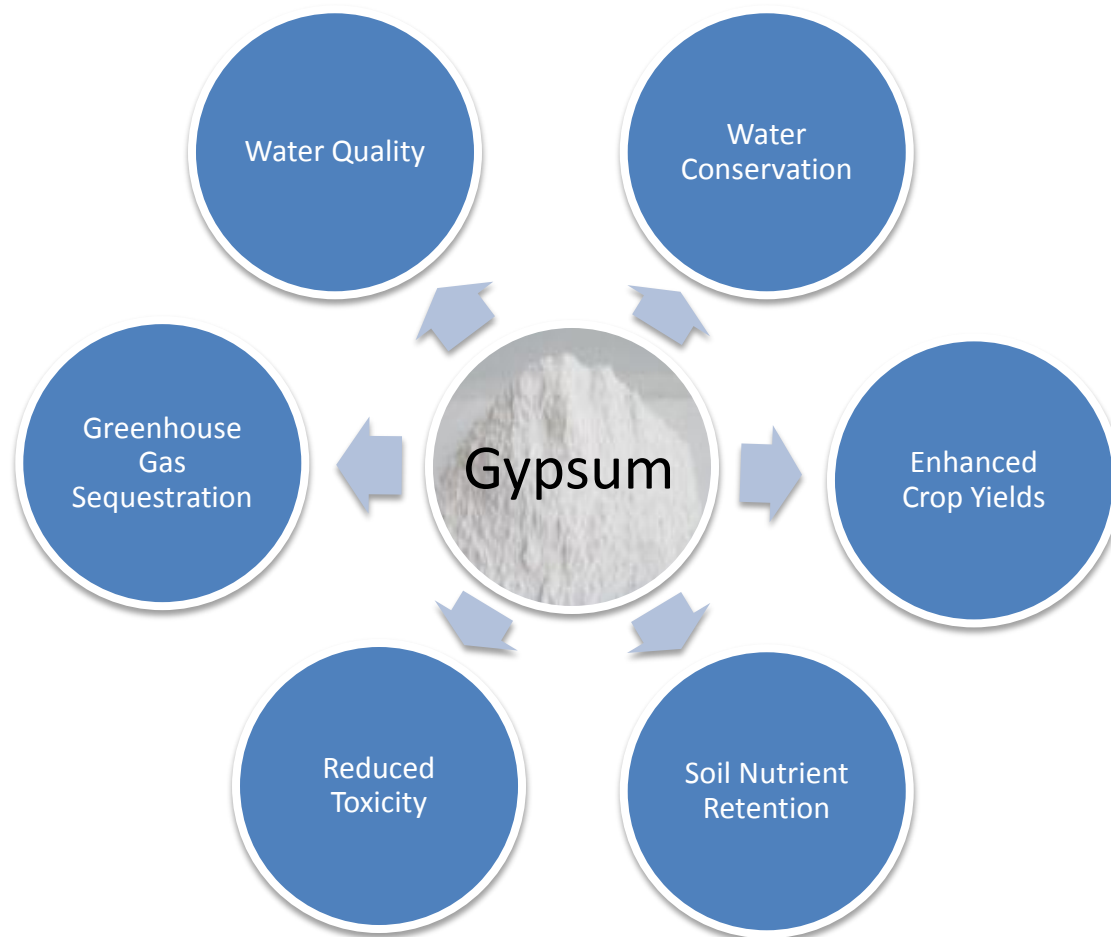 Water Quality
Water
Conservation
Greenhouse
Gas
Sequestration
Gypsum
Enhanced
Crop Yields
Reduced
Toxicity
Soil Nutrient
Retention